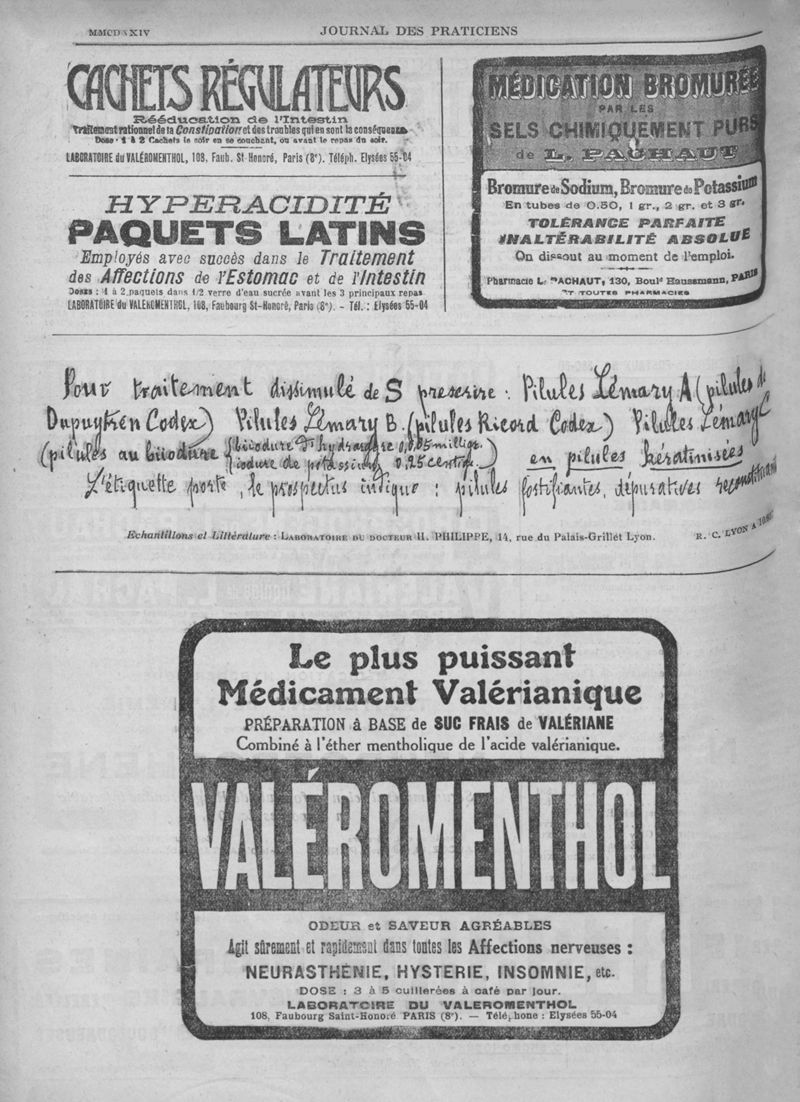 JOURNAL DES PRATICIENS
CACHETS RÉGULATEURS
Rééducation de l'Intestin
Traitement rationnel de la Constipation et des troubles qui en sont la conséquence
Dose : 1 à 2 Cachets le soir en se couchant, ou avant le repas du soir.
LABORATOIRE du VALÉROMENTHOL, 108, Faub. St Honoré, Paris (8e). Téléph. Elysées 55-04
HYPERACIDITÉ
PAQUETS LATINS
Employés avec succès dans le Traitement
des Affections de l'Estomac et de l'Intestin
Doses : 1 à 2 paquets dans 1/2 verre d'eau sucrée avant les 3 principaux repas
LABORATOIRE du VALEROMENTHOL, 108, Faubourg St-Honoré, Paris (8e). - Tél. : Elysées 55-04
MÉDICATION BROMURÉE
PAR LES
SELS CHIMIQUEMENT PURS
de L. PACHAUT
Bromure de Sodium, Bromure de Potassium
En tubes de 0.50, 1 gr., 2 gr. et 3 gr.
TOLÉRANCE PARFAITE
INALTÉRABILITÉ ABSOLUE
On dissout au moment de l'emploi.
Pharmacie L. PACHAUT, 130, Boul. Haussmann, PARIS
ET TOUTES PHARMACIES
Pour traitement dissimulé de S prescrire : Pilules Lémary A (pilules de
Dupuytren Codex) Pilules Lémary B. (pilules Ricord Codex) Pilules Lémary C
(pilules au biiodure { biiodure d'hydrargyre 0,005 milligr.
iodure de potassium 0,25 centigr. ) en pilules kératinisées
L'étiquette porte, le prospectus indique : pilules fortifiantes, dépuratives reconstituant
Echantillons et Littérature : LABORATOIRE DU DOCTEUR H. PHILIPPE, 14, rue du Palais-Grillet Lyon. R. C. LYON A
Le plus puissant
Médicament Valérianique
PRÉPARATION à BASE de SUC FRAIS de VALÉRIANE
Combiné à l'éther mentholique de l'acide valérianique.
VALÉROMENTHOL
ODEUR et SAVEUR AGRÉABLES
Agit sûrement et rapidement dans toutes les Affections nerveuses :
NEURASTHÉNIE, HYSTERIE, INSOMNIE, etc.
DOSE : 3 à 5 cuillerées à café par jour.
LABORATOIRE DU VALEROMENTHOL
108, Faubourg Saint-Honoré PARIS (8e). — Téléphone : Elysées 55-04